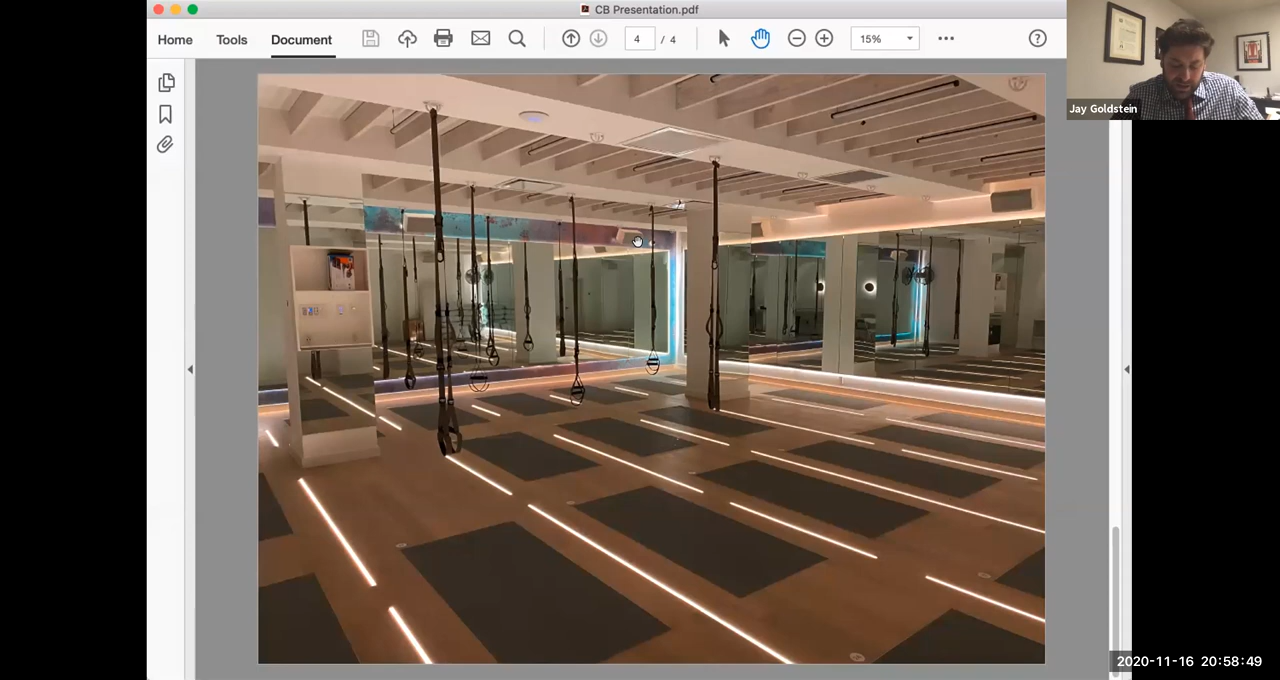 CB Presentation.pdf
Home
Tools
Document
4
/ 4
15%
Jay Goldstein
2020-11-16 20:58:49